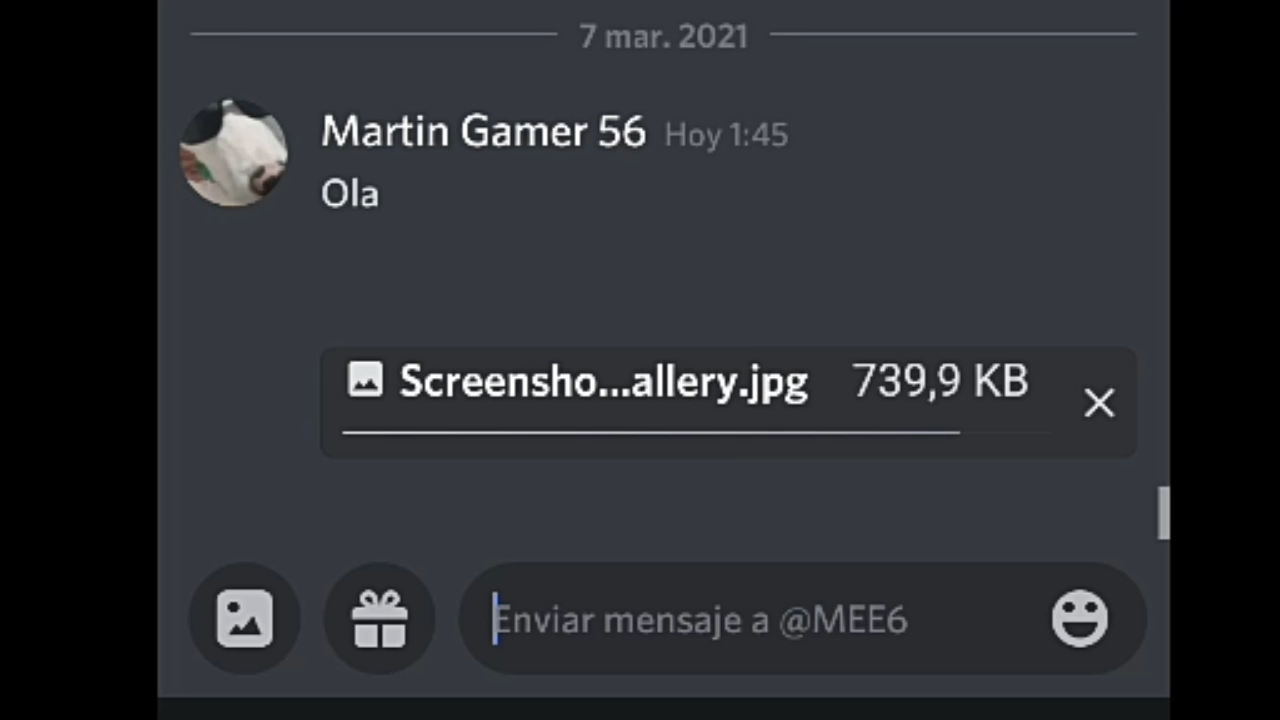 7 mar. 2021
Martin Gamer 56 Hoy 1:45
Ola
Screensho...allery.jpg 739,9 KB
Enviar mensaje a @MEE6